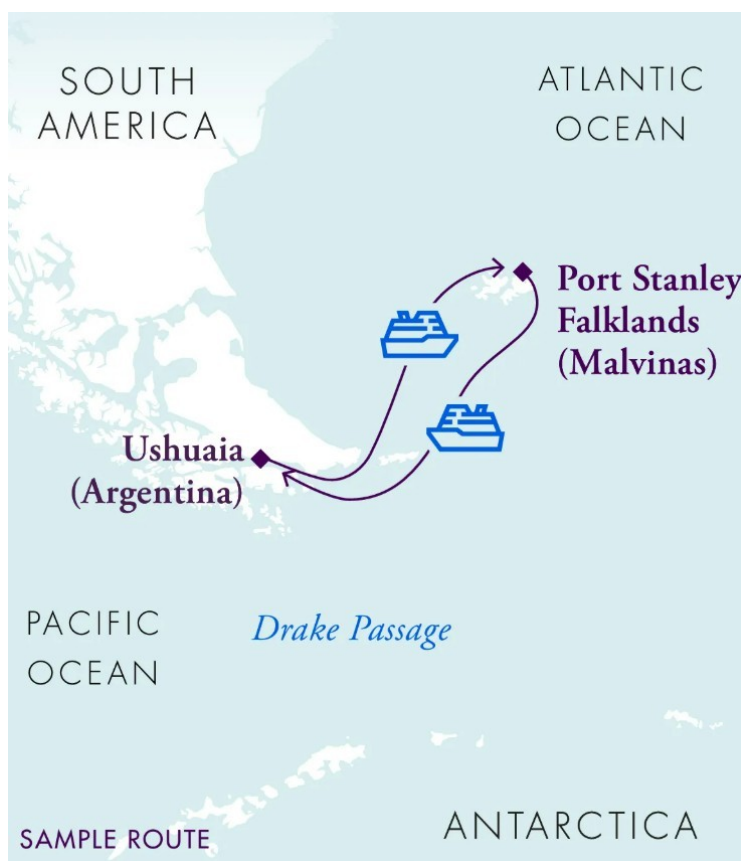 SOUTH
AMERICA
ATLANTIC
OCEAN
Port Stanley
Falklands
(Malvinas)
Ushuaia
(Argentina)
PACIFIC
OCEAN
Drake Passage
ANTARCTICA
SAMPLE ROUTE